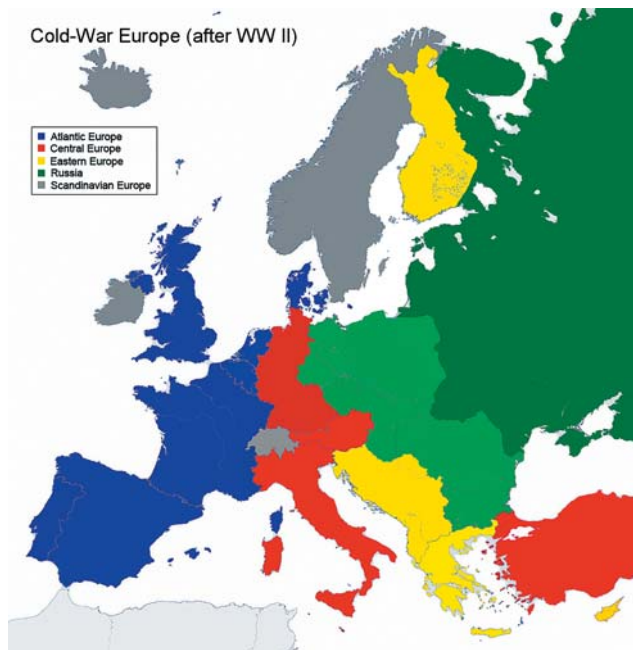 Cold-War Europe (after WW II)
Atlantic Europe
Central Europe
Eastern Europe
Russia
Scandinavian Europe